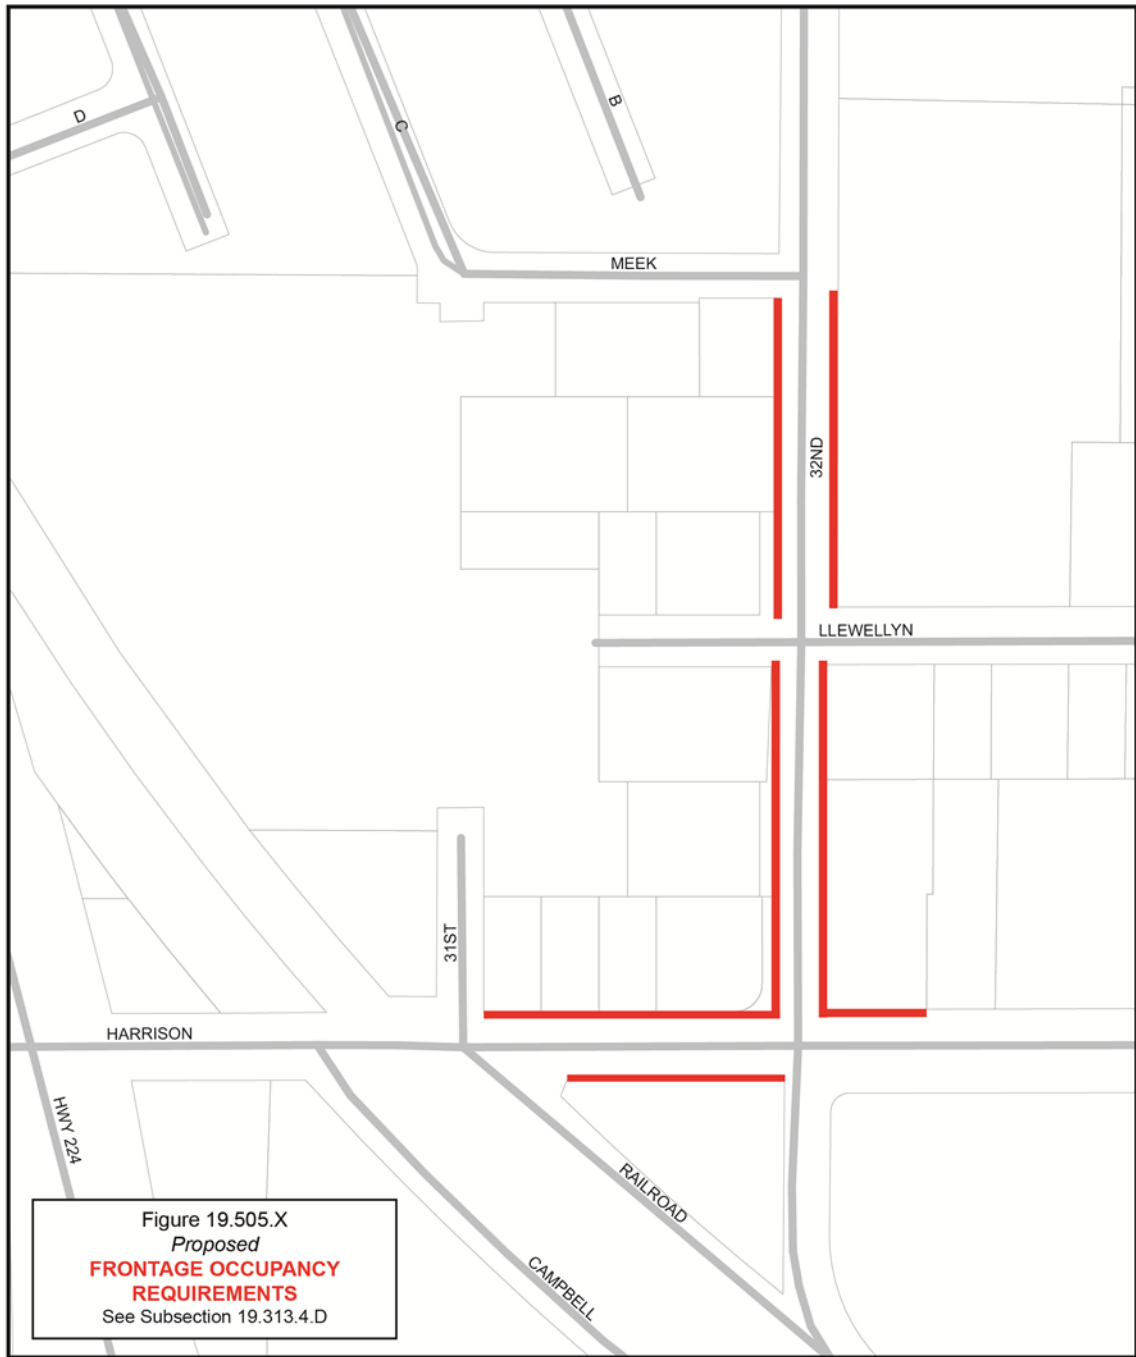 D
C
B
MEEK
32ND
LLEWELLYN
31ST
HARRISON
HWY 224
RAILROAD
CAMPBELL
Figure 19.505.X
Proposed
FRONTAGE OCCUPANCY
REQUIREMENTS
See Subsection 19.313.4.D